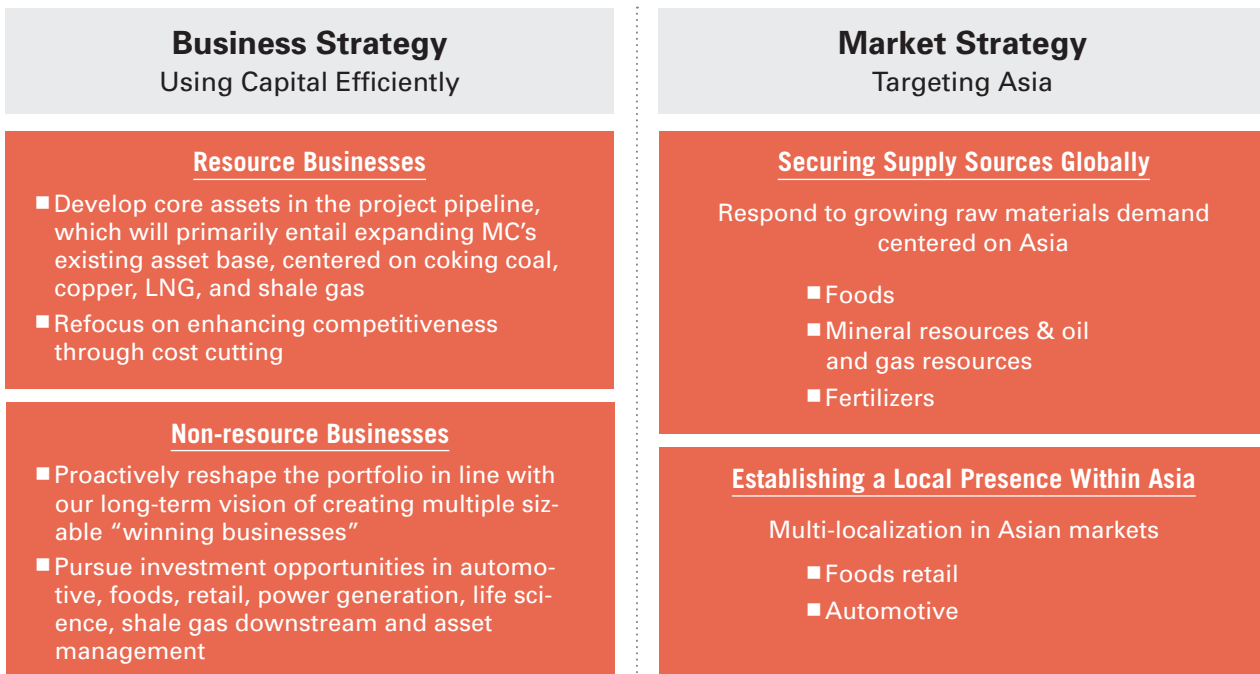 Business Strategy
Using Capital Efficiently
Resource Businesses
■ Develop core assets in the project pipeline,
which will primarily entail expanding MC’s
existing asset base, centered on coking coal,
copper, LNG, and shale gas
■ Refocus on enhancing competitiveness
through cost cutting
Non-resource Businesses
■ Proactively reshape the portfolio in line with
our long-term vision of creating multiple siz-
able “winning businesses”
■ Pursue investment opportunities in automo-
tive, foods, retail, power generation, life sci-
ence, shale gas downstream and asset
management
Market Strategy
Targeting Asia
Securing Supply Sources Globally
Respond to growing raw materials demand
centered on Asia
■ Foods
■ Mineral resources & oil
and gas resources
■ Fertilizers
Establishing a Local Presence Within Asia
Multi-localization in Asian markets
■ Foods retail
■ Automotive